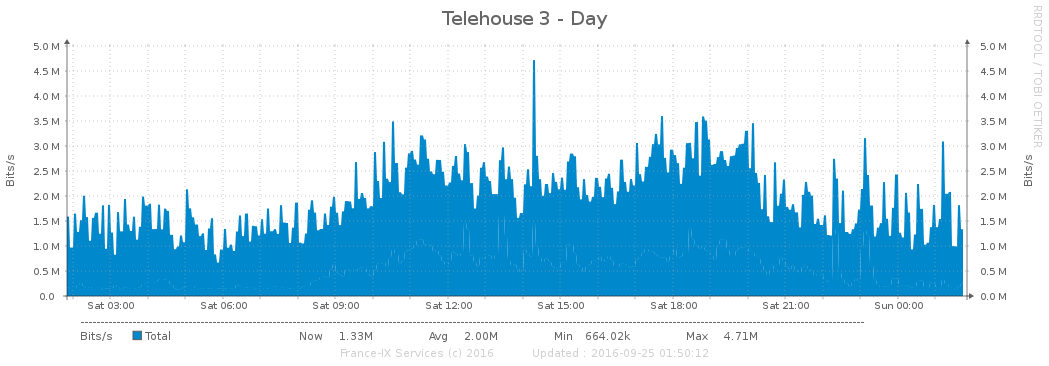 Telehouse 3 - Day
RRDTOOL / TOBI OETIKER
Bits/s
5.0 M 5.0 M
4.5 M 4.5 M
4.0 M 4.0 M
3.5 M 3.5 M
3.0 M 3.0 M
2.5 M 2.5 M
2.0 M 2.0 M
1.5 M 1.5 M
1.0 M 1.0 M
0.5 M 0.5 M
0.0 0.0 M
Bits/s
Sat 03:00 Sat 06:00 Sat 09:00 Sat 12:00 Sat 15:00 Sat 18:00 Sat 21:00 Sun 00:00
Bits/s Total Now 1.33M Avg 2.00M Min 664.02k Max 4.71M
France-IX Services (c) 2016 Updated : 2016-09-25 01:50:12